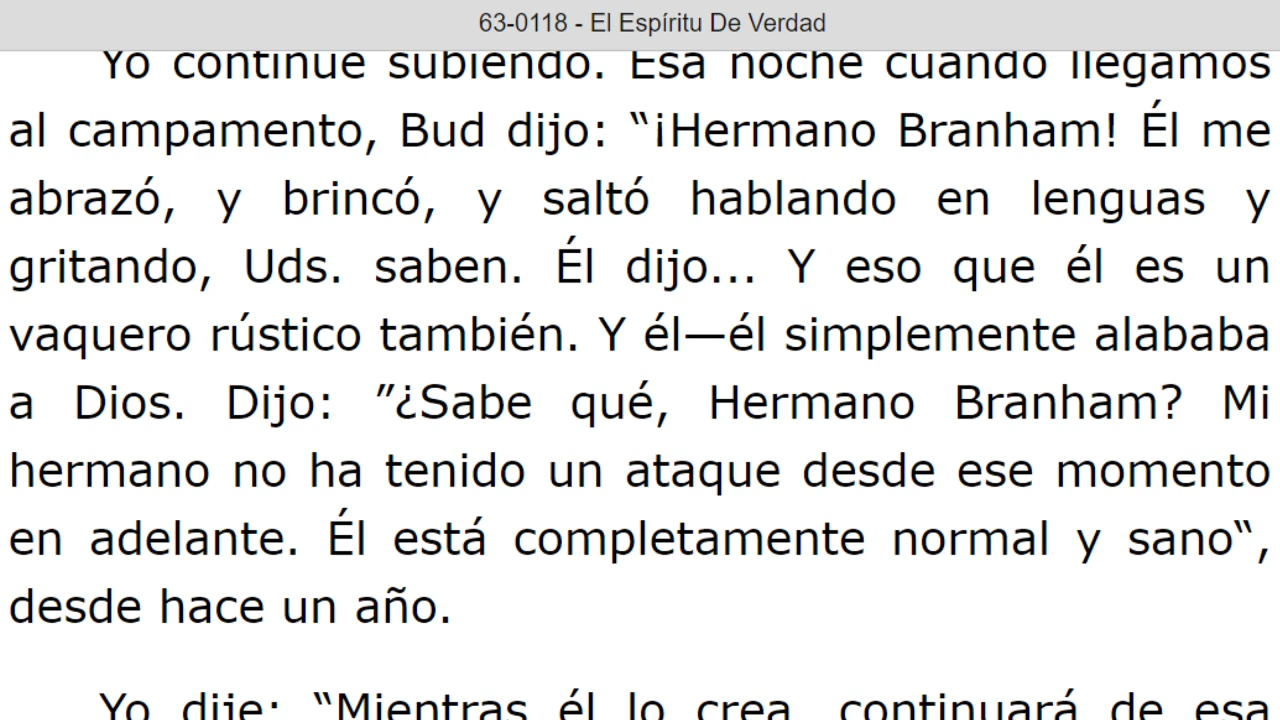 63-0118 - El Espíritu De Verdad
Yo continué subiendo. Esa noche cuando llegamos
al campamento, Bud dijo: “¡Hermano Branham! Él me
abrazó, y brincó, y saltó hablando en lenguas y
gritando, Uds. saben. Él dijo... Y eso que él es un
vaquero rústico también. Y él—él simplemente alababa
a Dios. Dijo: ”¿Sabe qué, Hermano Branham? Mi
hermano no ha tenido un ataque desde ese momento
en adelante. Él está completamente normal y sano“,
desde hace un año.
Yo dije: “Mientras él lo crea, continuará de esa